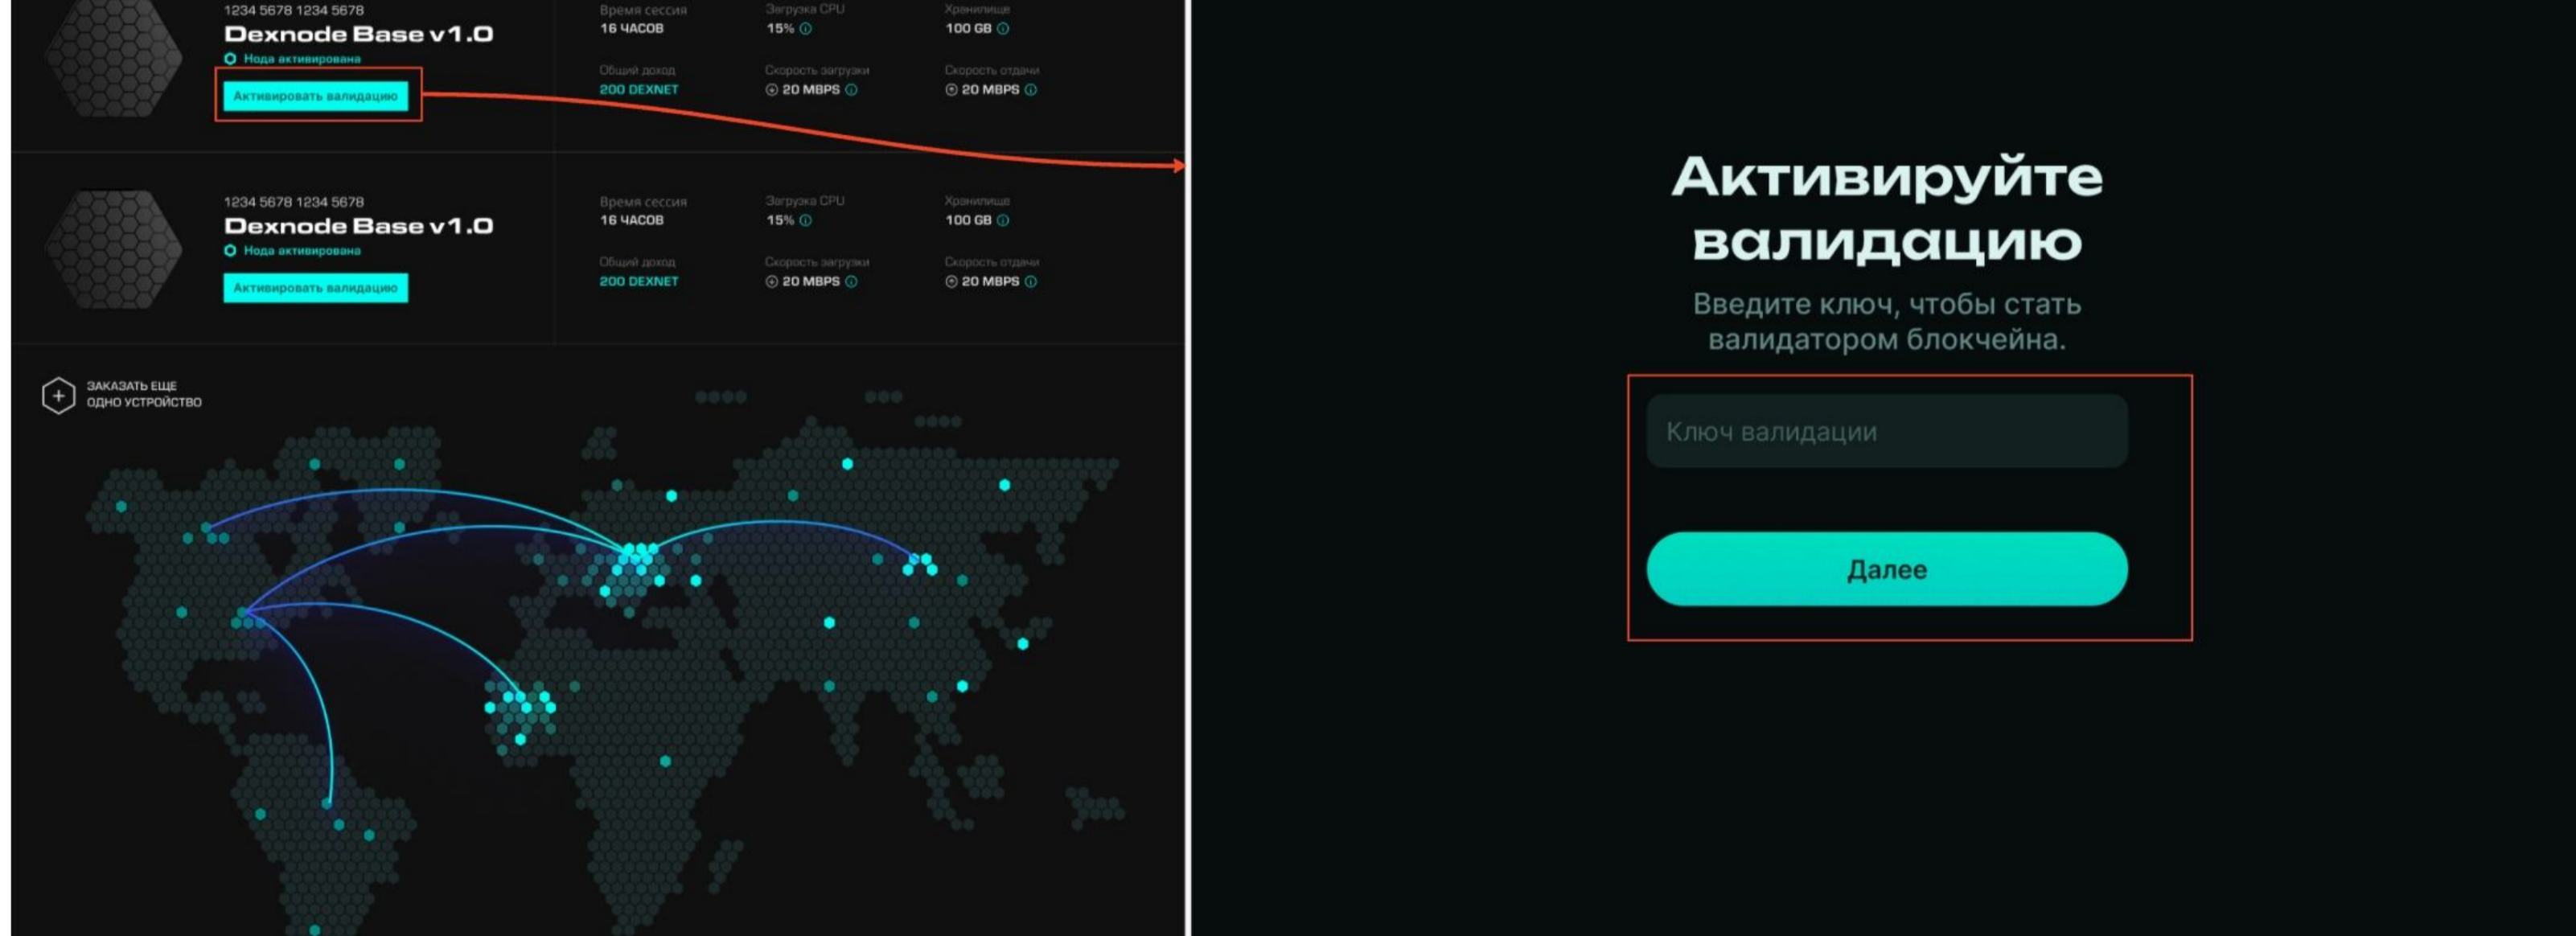 1234 5678 1234 5678
Dexnode Base v1.0
Нода активирована
Активировать валидацию
Время сессия
16 ЧАСОВ
Загрузка CPU
15%
Хранилище
100 GB
Общий доход
200 DEXNET
Скорость загрузки
20 MBPS
Скорость отдачи
20 MBPS
1234 5678 1234 5678
Dexnode Base v1.0
Нода активирована
Активировать валидацию
Время сессия
16 ЧАСОВ
Загрузка CPU
15%
Хранилище
100 GB
Общий доход
200 DEXNET
Скорость загрузки
20 MBPS
Скорость отдачи
20 MBPS
ЗАКАЗАТЬ ЕЩЕ
ОДНО УСТРОЙСТВО
Активируйте
валидацию
Введите ключ, чтобы стать
валидатором блокчейна.
Ключ валидации
Далее